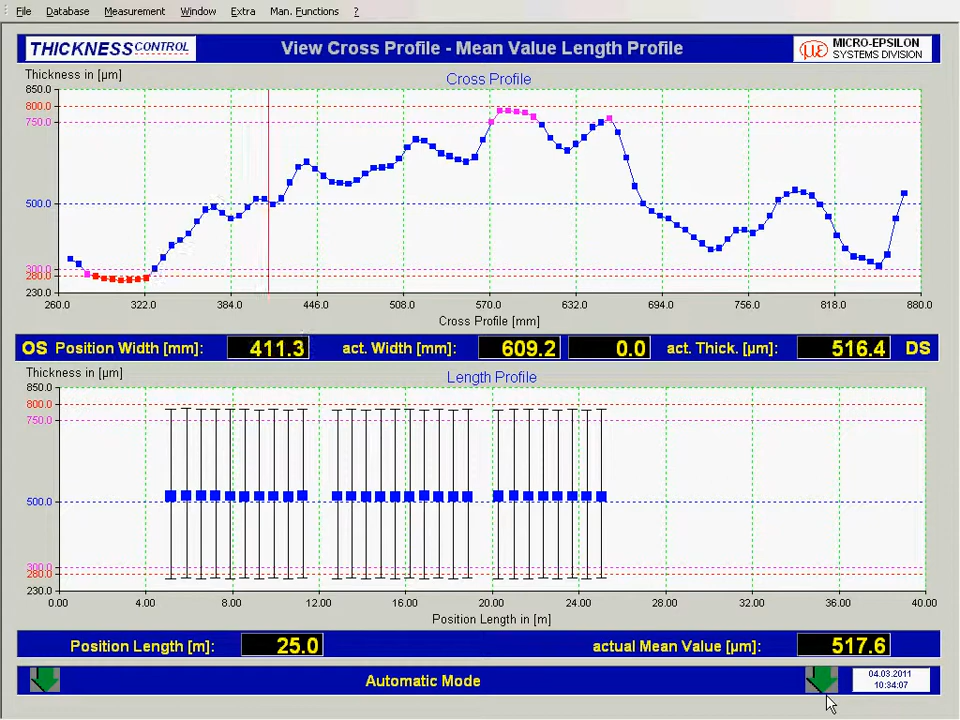 File Database Measurement Window Extra Man. Functions ?
THICKNESS CONTROL View Cross Profile - Mean Value Length Profile MICRO-EPSILON
SYSTEMS DIVISION
Thickness in [µm] Cross Profile
850.0
800.0
750.0
500.0
300.0
280.0
230.0
260.0 322.0 384.0 446.0 508.0 570.0 632.0 694.0 756.0 818.0 880.0
Cross Profile [mm]
OS Position Width [mm]: 411.3 act. Width [mm]: 609.2 0.0 act. Thick. [µm]: 516.4 DS
Thickness in [µm] Length Profile
850.0
800.0
750.0
500.0
300.0
280.0
230.0
0.00 4.00 8.00 12.00 16.00 20.00 24.00 28.00 32.00 36.00 40.00
Position Length in [m]
Position Length [m]: 25.0 actual Mean Value [µm]: 517.6
Automatic Mode 04.03.2011
10:34:07